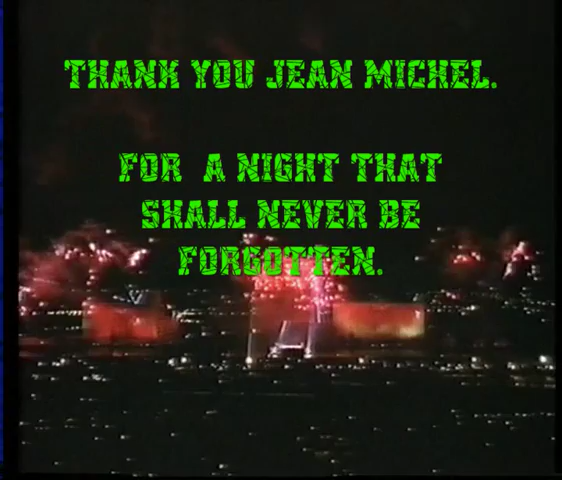 THANK YOU JEAN MICHEL.
FOR A NIGHT THAT
SHALL NEVER BE
FORGOTTEN.